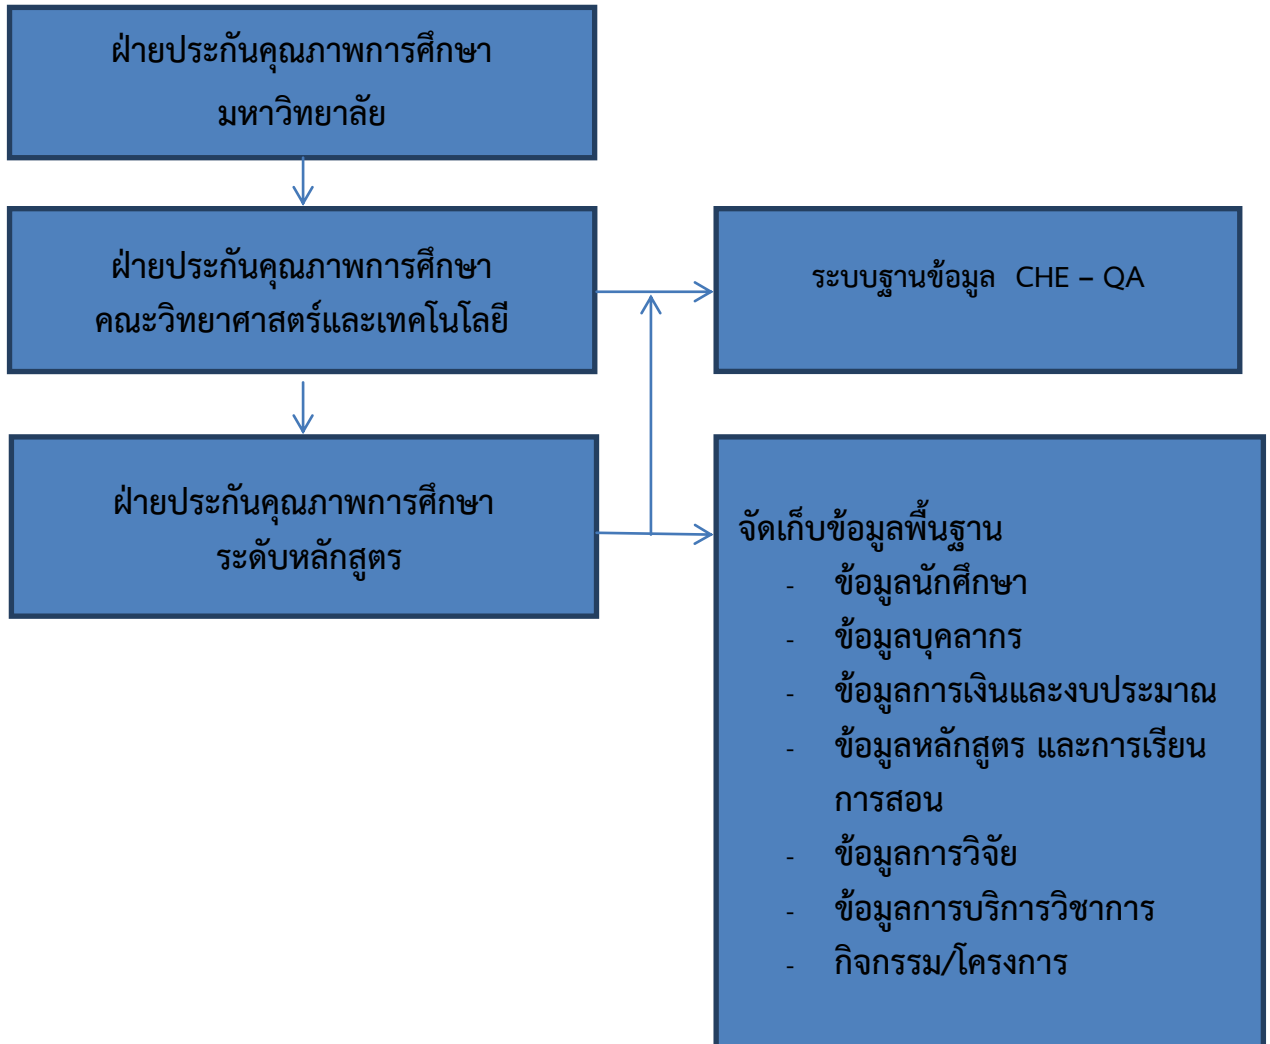 ฝ่ายประกันคุณภาพการศึกษา
มหาวิทยาลัย
ฝ่ายประกันคุณภาพการศึกษา
คณะวิทยาศาสตร์และเทคโนโลยี
ระบบฐานข้อมูล CHE – QA
ฝ่ายประกันคุณภาพการศึกษา
ระดับหลักสูตร
จัดเก็บข้อมูลพื้นฐาน
- ข้อมูลนักศึกษา
- ข้อมูลบุคลากร
- ข้อมูลการเงินและงบประมาณ
- ข้อมูลหลักสูตร และการเรียน
การสอน
- ข้อมูลการวิจัย
- ข้อมูลการบริการวิชาการ
- กิจกรรม/โครงการ